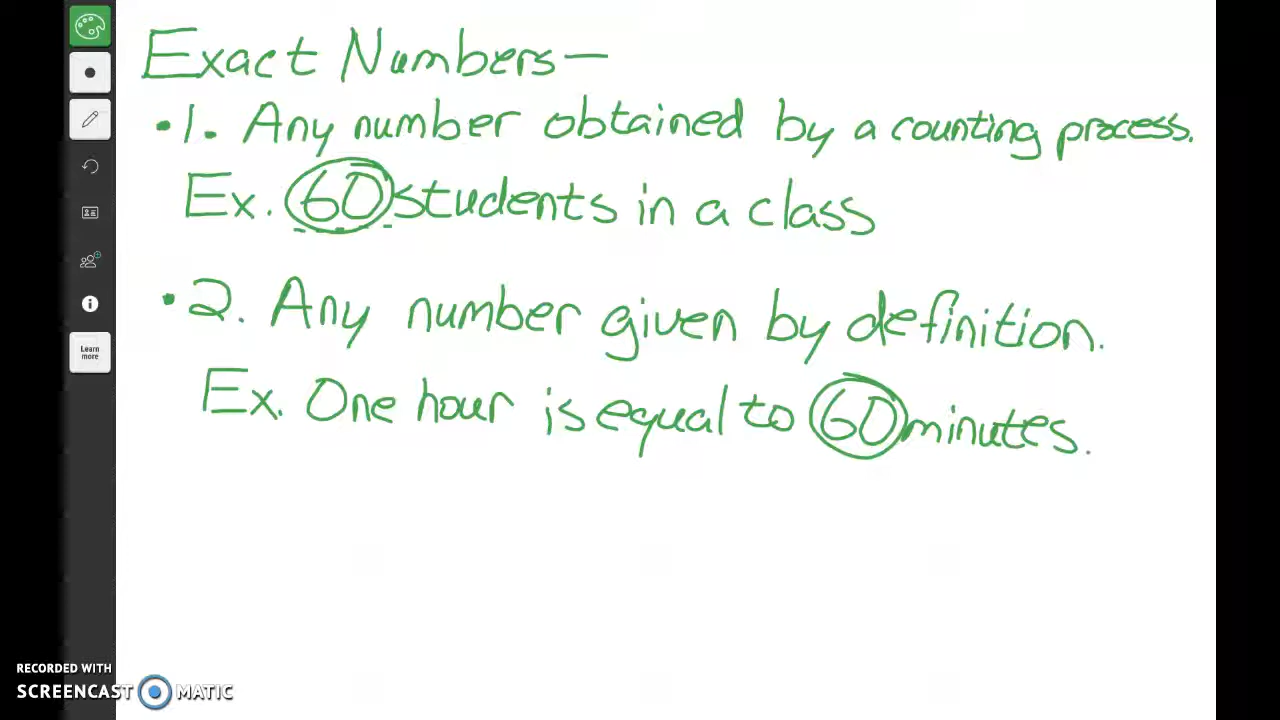 Exact Numbers—
•1. Any number obtained by a counting process.
Ex. 60 students in a class
•2. Any number given by definition.
Ex. One hour is equal to 60 minutes.
Learn
more
RECORDED WITH
SCREENCAST MATIC